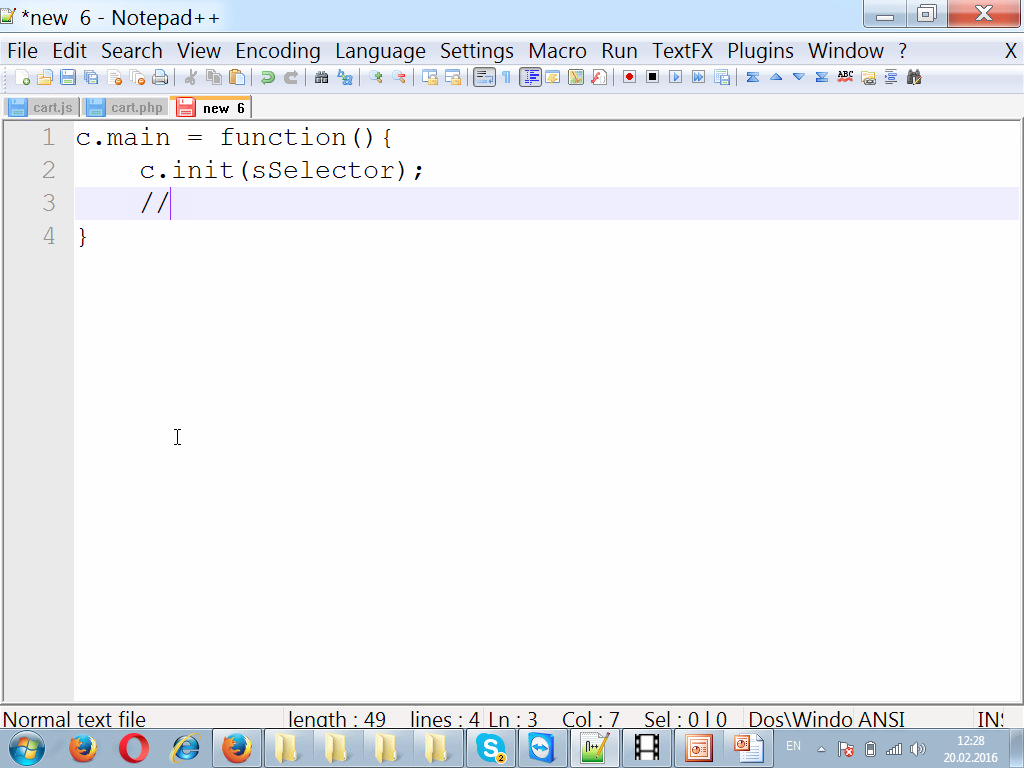 *new  6 - Notepad++
File Edit Search View Encoding Language Settings Macro Run TextFX Plugins Window ? X
ABC
cart.js cart.php new 6
1 c.main = function(){
2     c.init(sSelector);
3     //
4 }
Normal text file length : 49 lines : 4 Ln : 3 Col : 7 Sel : 0 | 0 Dos\Windo ANSI INS
2 EN 12:28
20.02.2016